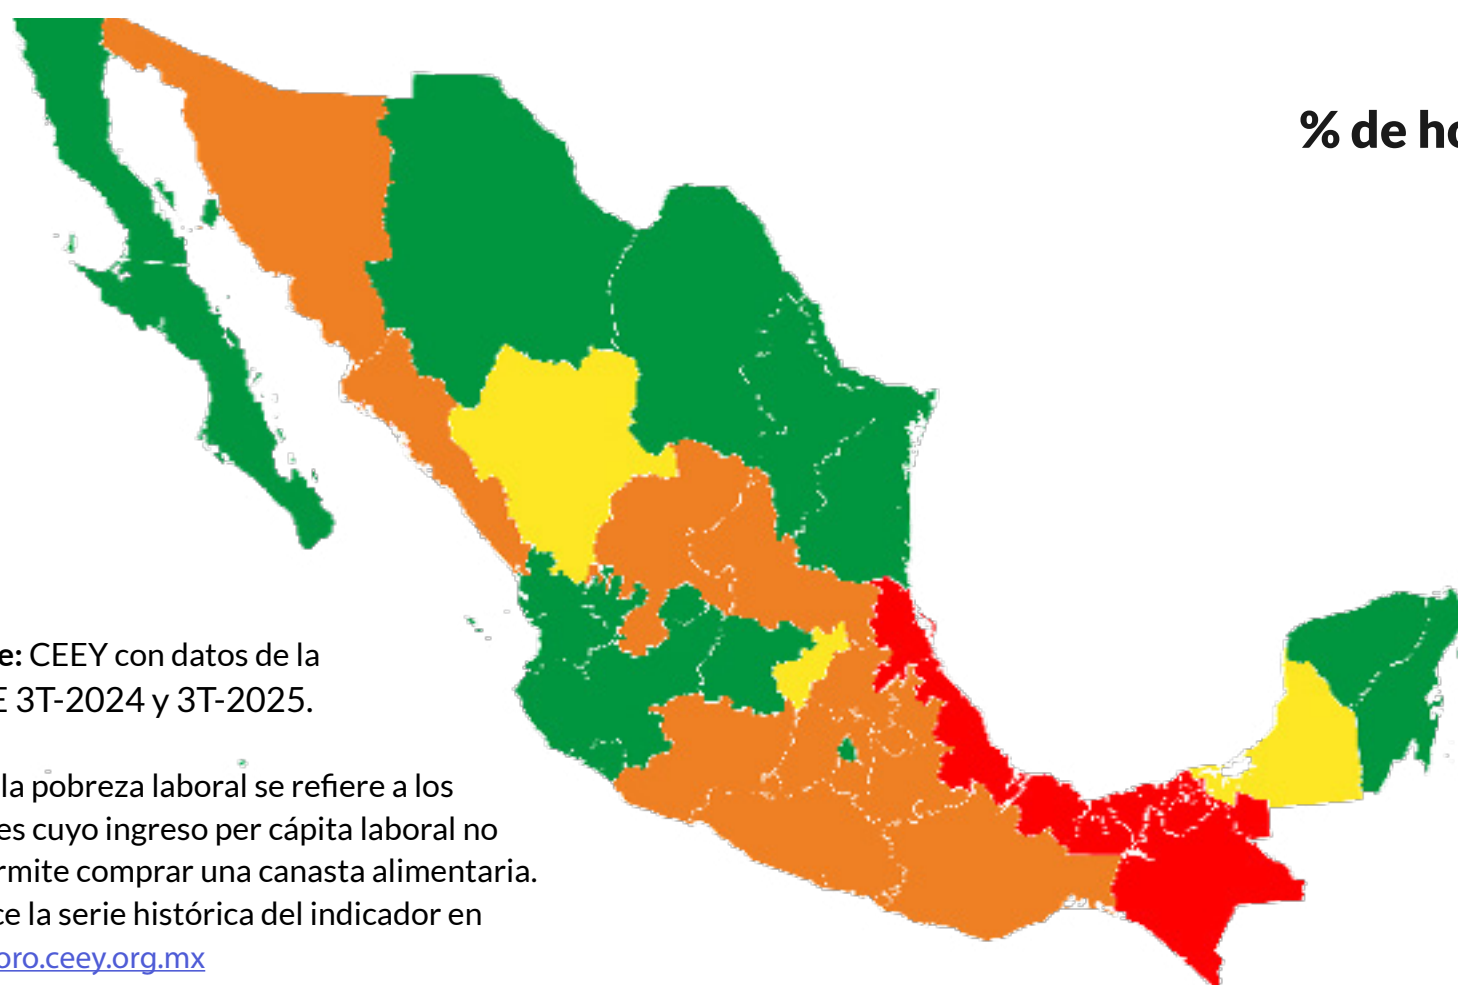 % de ho
e: CEEY con datos de la
E 3T-2024 y 3T-2025.
la pobreza laboral se refiere a los
es cuyo ingreso per cápita laboral no
rmite comprar una canasta alimentaria.
ce la serie histórica del indicador en
oro.ceey.org.mx